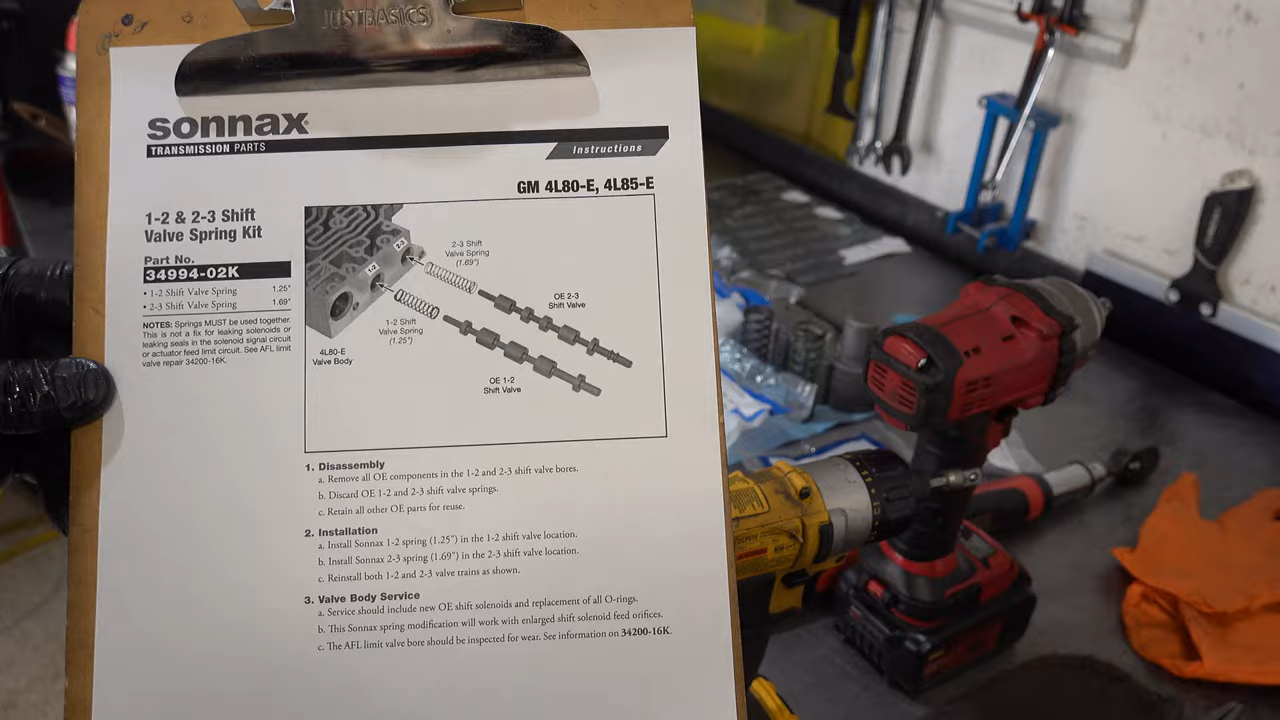 JUSTBASICS
sonnax
TRANSMISSION PARTS
Instructions
GM 4L80-E, 4L85-E
1-2 & 2-3 Shift
Valve Spring Kit
Part No.
34994-02K
• 1-2 Shift Valve Spring 1.25"
• 2-3 Shift Valve Spring 1.69"
NOTES: Springs MUST be used together.
This is not a fix for leaking solenoids or
leaking seals in the solenoid signal circuit
or actuator feed limit circuit. See AFL limit
valve repair 34200-16K.
2-3
1-2
2-3 Shift
Valve Spring
(1.69")
OE 2-3
Shift Valve
1-2 Shift
Valve Spring
(1.25")
4L80-E
Valve Body
OE 1-2
Shift Valve
1. Disassembly
a. Remove all OE components in the 1-2 and 2-3 shift valve bores.
b. Discard OE 1-2 and 2-3 shift valve springs.
c. Retain all other OE parts for reuse.
2. Installation
a. Install Sonnax 1-2 spring (1.25") in the 1-2 shift valve location.
b. Install Sonnax 2-3 spring (1.69") in the 2-3 shift valve location.
c. Reinstall both 1-2 and 2-3 valve trains as shown.
3. Valve Body Service
a. Service should include new OE shift solenoids and replacement of all O-rings.
b. This Sonnax spring modification will work with enlarged shift solenoid feed orifices.
c. The AFL limit valve bore should be inspected for wear. See information on 34200-16K.